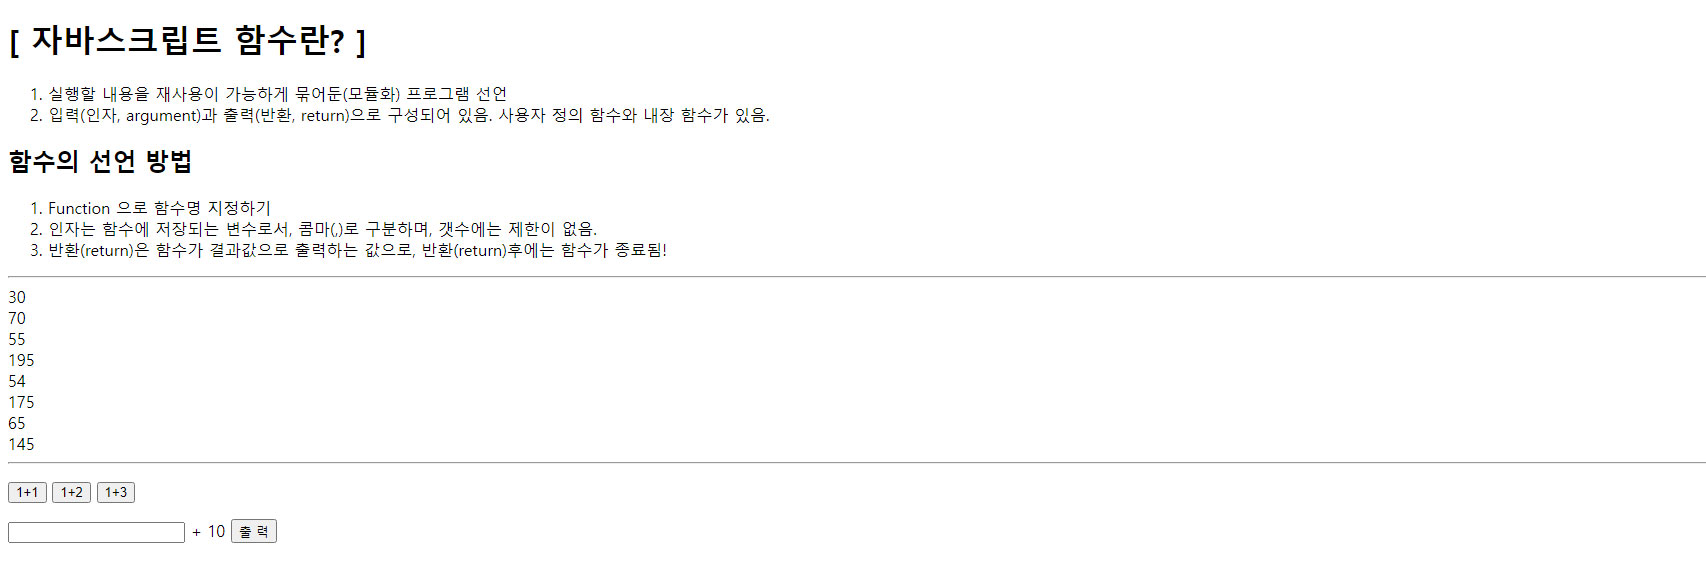 [ 자바스크립트 함수란? ]
1. 실행할 내용을 재사용이 가능하게 묶어둔(모듈화) 프로그램 선언
2. 입력(인자, argument)과 출력(반환, return)으로 구성되어 있음. 사용자 정의 함수와 내장 함수가 있음.
함수의 선언 방법
1. Function 으로 함수명 지정하기
2. 인자는 함수에 저장되는 변수로서, 콤마(,)로 구분하며, 갯수에는 제한이 없음.
3. 반환(return)은 함수가 결과값으로 출력하는 값으로, 반환(return)후에는 함수가 종료됨!
30
70
55
195
54
175
65
145
1+1 1+2 1+3
+ 10 출 력